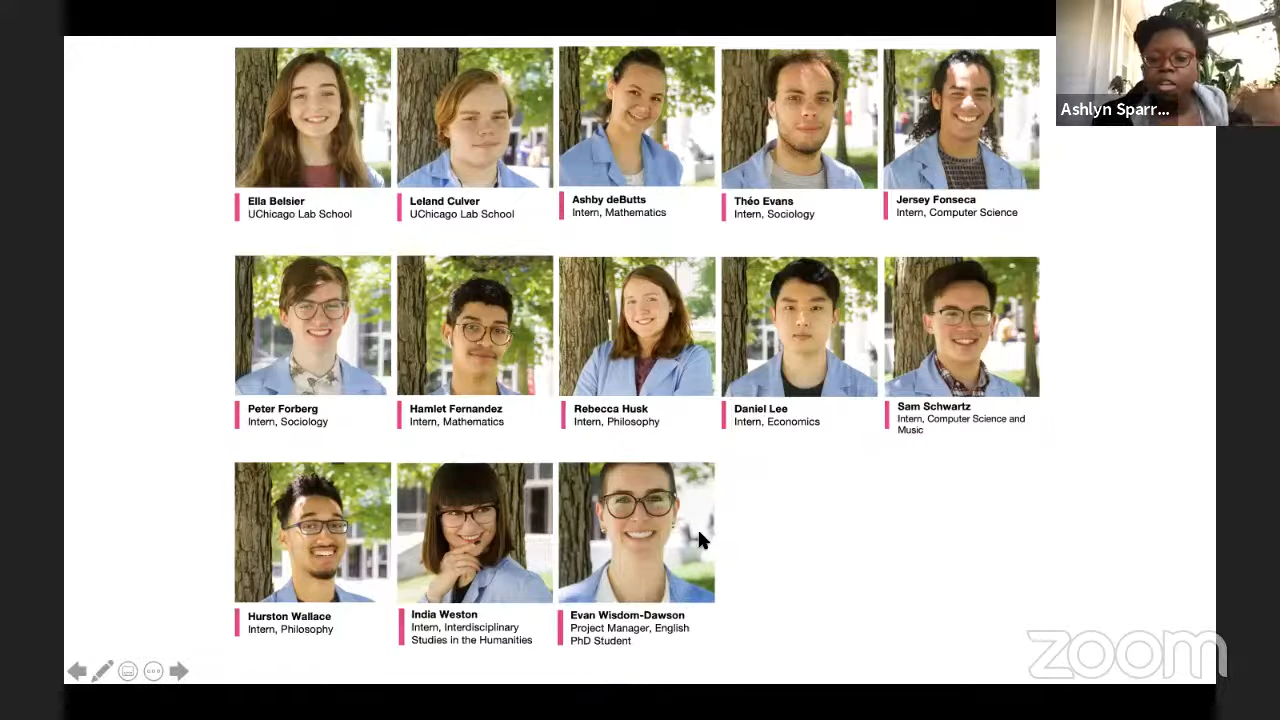 Ashlyn Sparr...
Ella Belsier
UChicago Lab School
Leland Culver
UChicago Lab School
Ashby deButts
Intern, Mathematics
Théo Evans
Intern, Sociology
Jersey Fonseca
Intern, Computer Science
Peter Forberg
Intern, Sociology
Hamlet Fernandez
Intern, Mathematics
Rebecca Husk
Intern, Philosophy
Daniel Lee
Intern, Economics
Sam Schwartz
Intern, Computer Science and
Music
Hurston Wallace
Intern, Philosophy
India Weston
Intern, Interdisciplinary
Studies in the Humanities
Evan Wisdom-Dawson
Project Manager, English
PhD Student
zoom